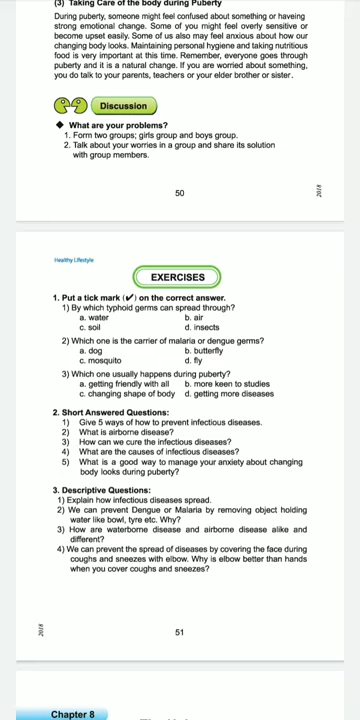 (3) Taking Care of the body during Puberty
During puberty, someone might feel confused about something or haveing
strong emotional change. Some of you might feel overly sensitive or
become upset easily. Some of us also may feel anxious about how our
changing body looks. Maintaining personal hygiene and taking nutritious
food is very important at this time. Remember, everyone goes through
puberty and it is a natural change. If you are worried about something,
you do talk to your parents, teachers or your elder brother or sister.
Discussion
◆ What are your problems?
1. Form two groups; girls group and boys group.
2. Talk about your worries in a group and share its solution
with group members.
50
2018
Healthy Lifestyle
EXERCISES
1. Put a tick mark (✔) on the correct answer.
1) By which typhoid germs can spread through?
a. water b. air
c. soil d. insects
2) Which one is the carrier of malaria or dengue germs?
a. dog b. butterfly
c. mosquito d. fly
3) Which one usually happens during puberty?
a. getting friendly with all b. more keen to studies
c. changing shape of body d. getting more diseases
2. Short Answered Questions:
1) Give 5 ways of how to prevent infectious diseases.
2) What is airborne disease?
3) How can we cure the infectious diseases?
4) What are the causes of infectious diseases?
5) What is a good way to manage your anxiety about changing
body looks during puberty?
3. Descriptive Questions:
1) Explain how infectious diseases spread.
2) We can prevent Dengue or Malaria by removing object holding
water like bowl, tyre etc. Why?
3) How are waterborne disease and airborne disease alike and
different?
4) We can prevent the spread of diseases by covering the face during
coughs and sneezes with elbow. Why is elbow better than hands
when you cover coughs and sneezes?
2018
51
Chapter 8